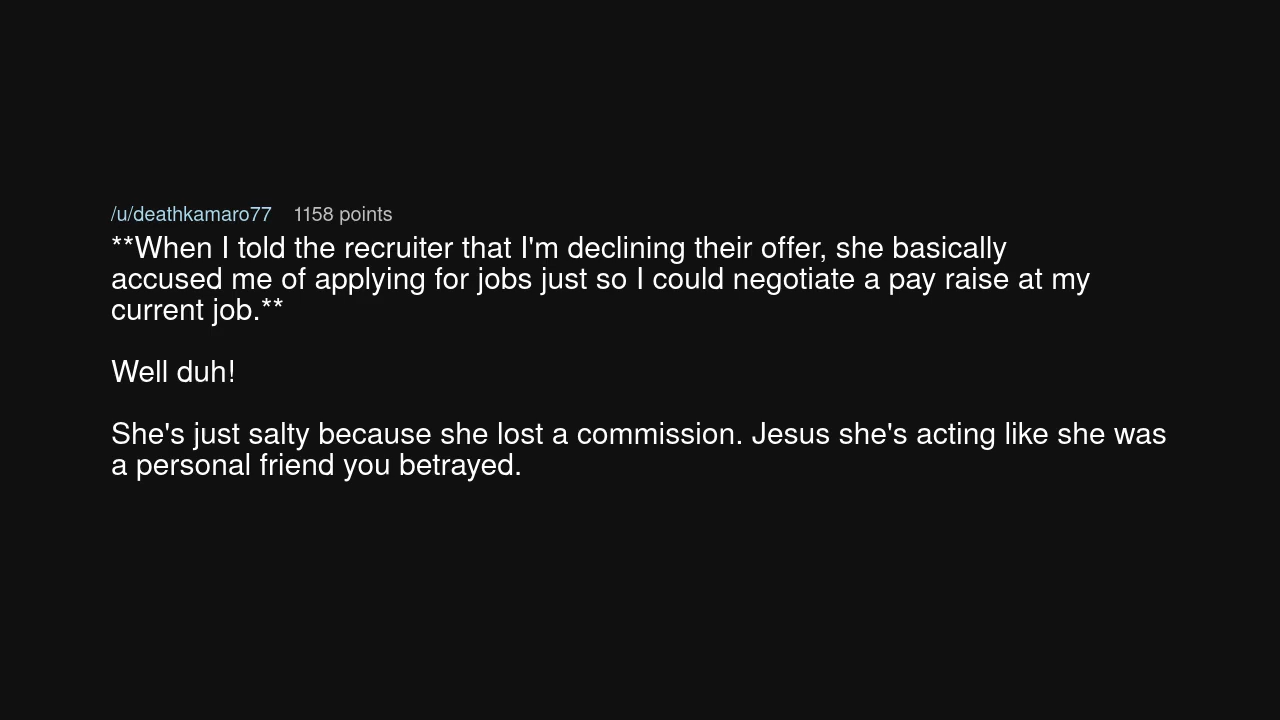 /u/deathkamaro77 1158 points
**When I told the recruiter that I'm declining their offer, she basically
accused me of applying for jobs just so I could negotiate a pay raise at my
current job.**
Well duh!
She's just salty because she lost a commission. Jesus she's acting like she was
a personal friend you betrayed.